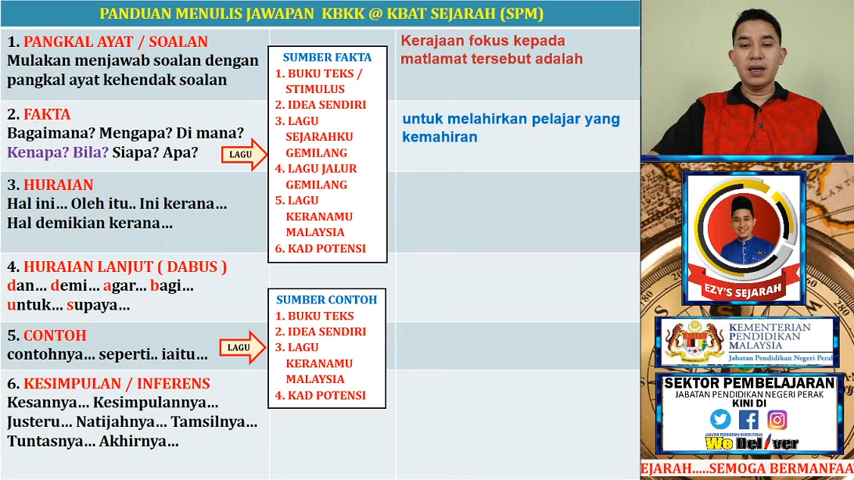 PANDUAN MENULIS JAWAPAN KBKK @ KBAT SEJARAH (SPM)
1. PANGKAL AYAT / SOALAN
Mulakan menjawab soalan dengan
pangkal ayat kehendak soalan
2. FAKTA
Bagaimana? Mengapa? Di mana?
Kenapa? Bila? Siapa? Apa?
LAGU
3. HURAIAN
Hal ini... Oleh itu.. Ini kerana...
Hal demikian kerana...
4. HURAIAN LANJUT ( DABUS )
dan... demi... agar... bagi...
untuk... supaya...
5. CONTOH
contohnya... seperti.. iaitu...
LAGU
6. KESIMPULAN / INFERENS
Kesannya... Kesimpulannya...
Justeru... Natijahnya... Tamsilnya...
Tuntasnya... Akhirnya...
SUMBER FAKTA
1. BUKU TEKS /
STIMULUS
2. IDEA SENDIRI
3. LAGU
SEJARAHKU
GEMILANG
4. LAGU JALUR
GEMILANG
5. LAGU
KERANAMU
MALAYSIA
6. KAD POTENSI
SUMBER CONTOH
1. BUKU TEKS
2. IDEA SENDIRI
3. LAGU
KERANAMU
MALAYSIA
4. KAD POTENSI
Kerajaan fokus kepada
matlamat tersebut adalah
untuk melahirkan pelajar yang
kemahiran
EZY'S SEJARAH
KEMENTERIAN
PENDIDIKAN
MALAYSIA
Jabatan Pendidikan Negeri Perak
SEKTOR PEMBELAJARAN
JABATAN PENDIDIKAN NEGERI PERAK
KINI DI
JABATAN PENDIDIKAN NEGERI PERAK
We Deliver
EJARAH.....SEMOGA BERMANFAA